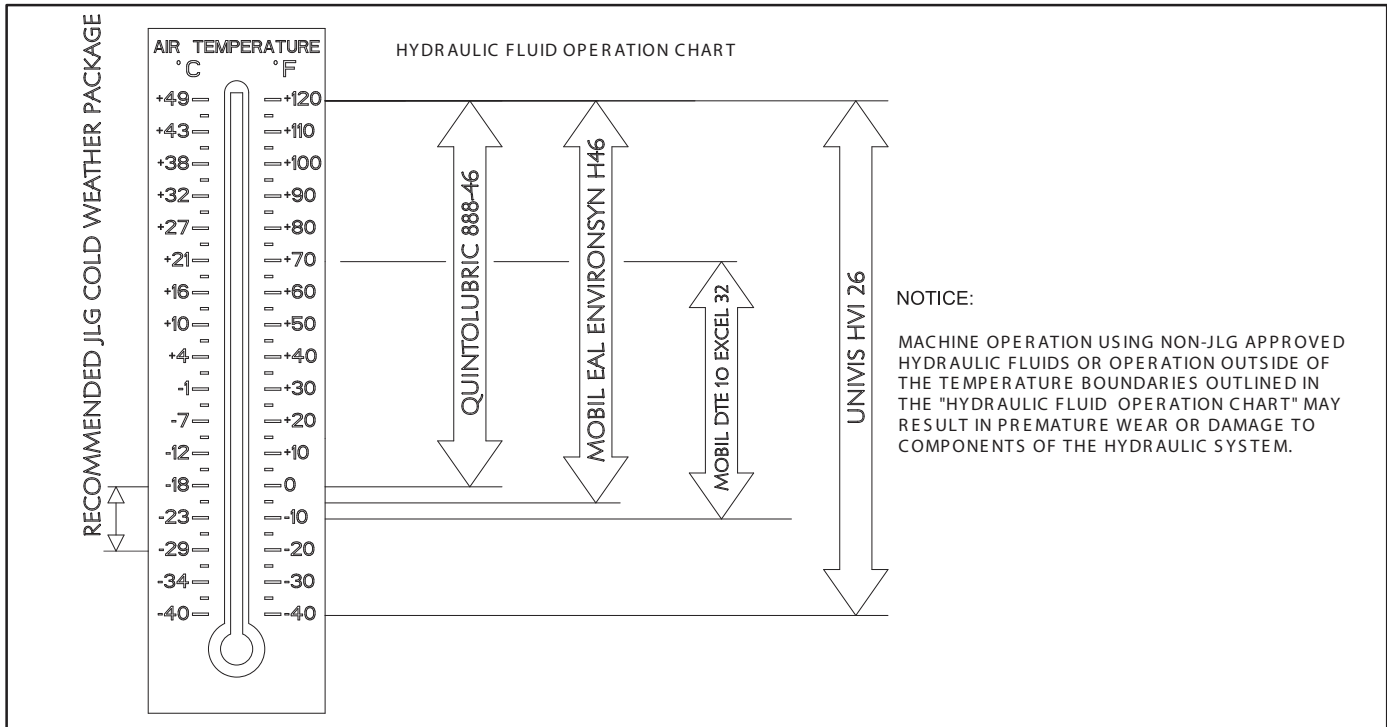 RECOMMENDED JLG COLD WEATHER PACKAGE
AIR TEMPERATURE
°C °F
+49 +120
+43 +110
+38 +100
+32 +90
+27 +80
+21 +70
+16 +60
+10 +50
+4 +40
-1 +30
-7 +20
-12 +10
-18 0
-23 -10
-29 -20
-34 -30
-40 -40
HYDRAULIC FLUID OPERATION CHART
QUINTOLUBRIC 888-46
MOBIL EAL ENVIRONSYN H46
MOBIL DTE 10 EXCEL 32
UNIVIS HVI 26
NOTICE:
MACHINE OPERATION USING NON-JLG APPROVED
HYDRAULIC FLUIDS OR OPERATION OUTSIDE OF
THE TEMPERATURE BOUNDARIES OUTLINED IN
THE "HYDRAULIC FLUID OPERATION CHART" MAY
RESULT IN PREMATURE WEAR OR DAMAGE TO
COMPONENTS OF THE HYDRAULIC SYSTEM.